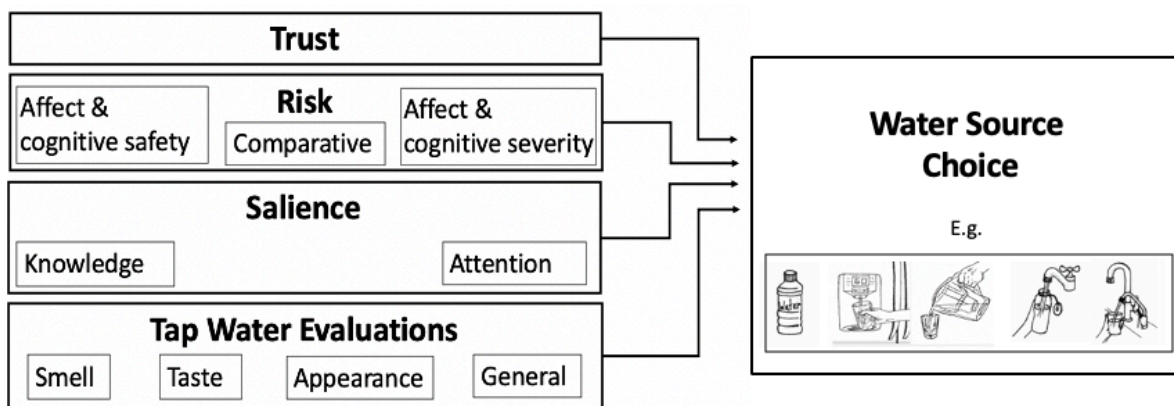 Trust
Risk
Affect &
cognitive safety
Comparative
Affect &
cognitive severity
Salience
Knowledge
Attention
Tap Water Evaluations
Smell
Taste
Appearance
General
Water Source
Choice
E.g.
Water